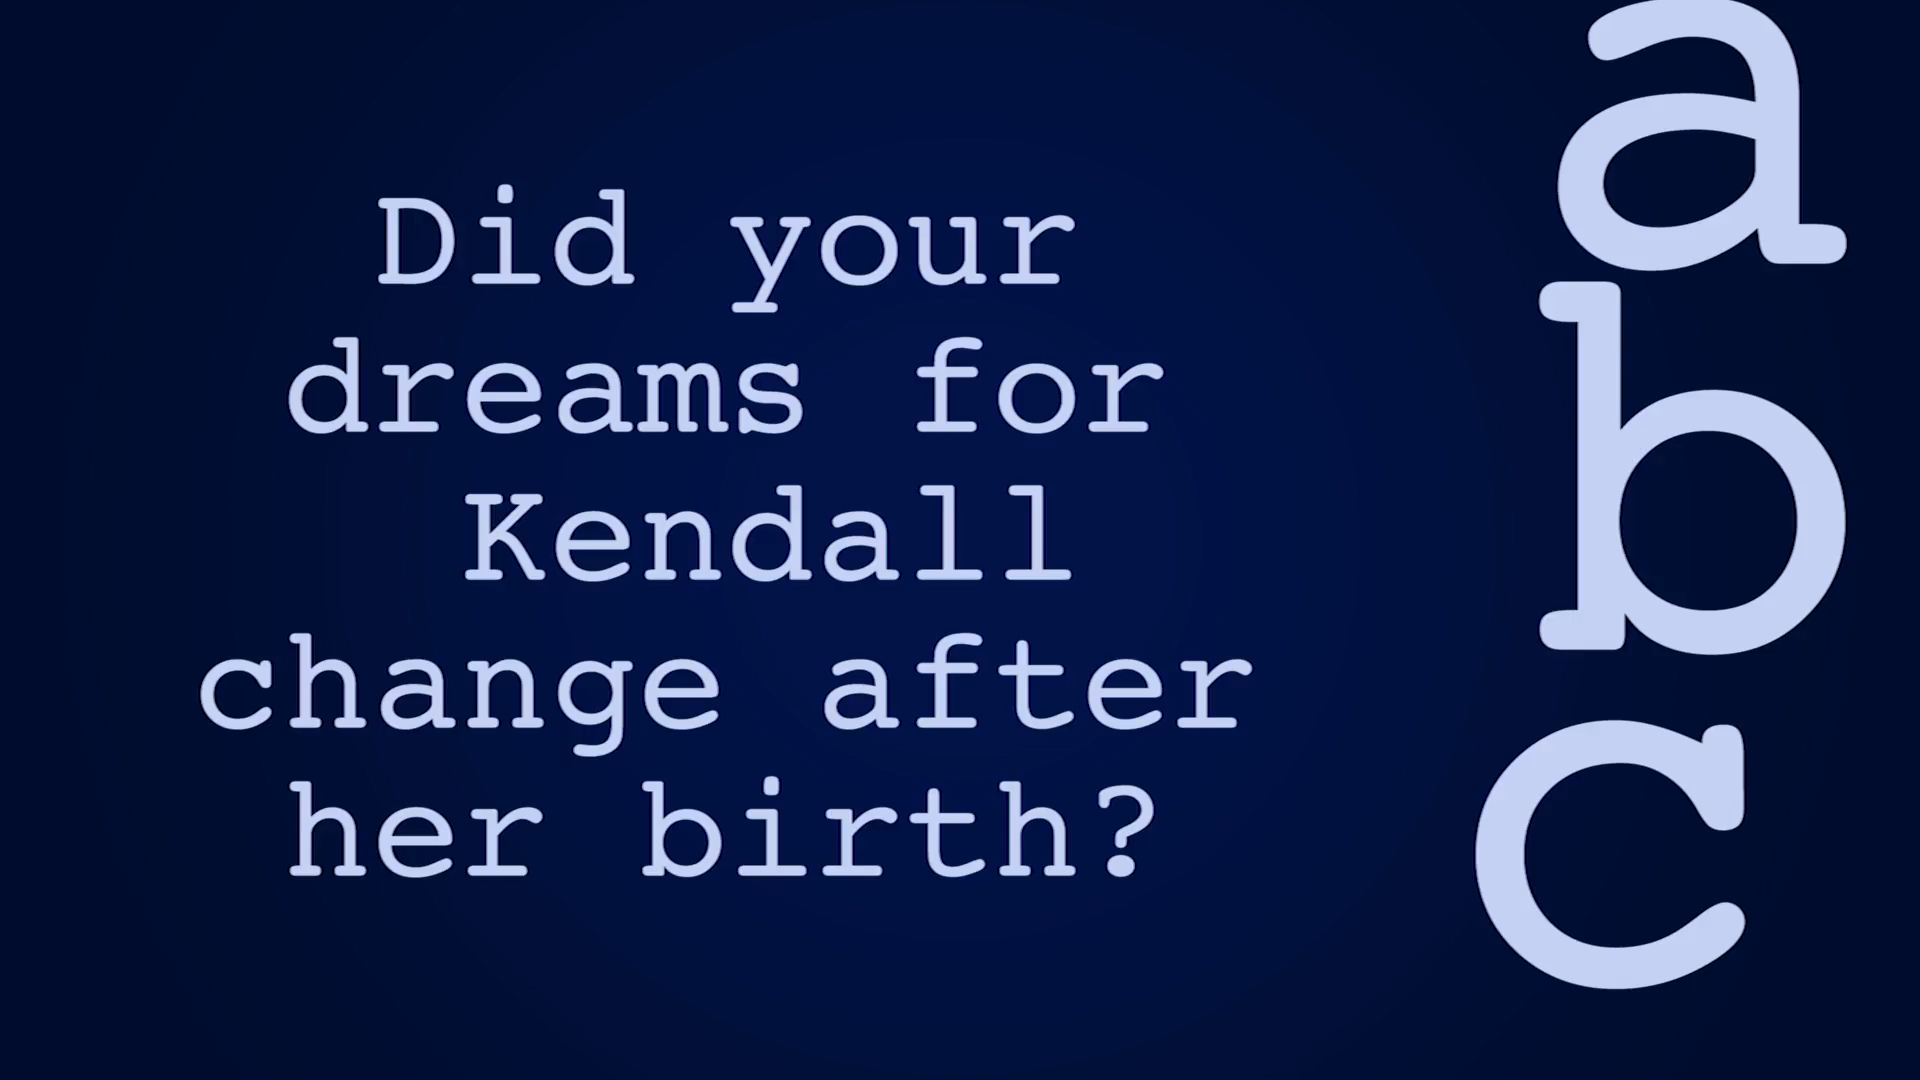 Did your
dreams for
Kendall
change after
her birth?
a
b
c